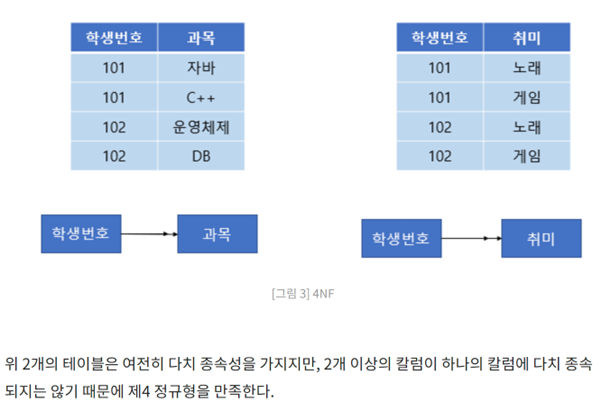 학생번호 과목 학생번호 취미
101 자바 101 노래
101 C++ 101 게임
102 운영체제 102 노래
102 DB 102 게임
학생번호 과목 학생번호 취미
[그림 3] 4NF
위 2개의 테이블은 여전히 다치 종속성을 가지지만, 2개 이상의 칼럼이 하나의 칼럼에 다치 종속
되지는 않기 때문에 제4 정규형을 만족한다.